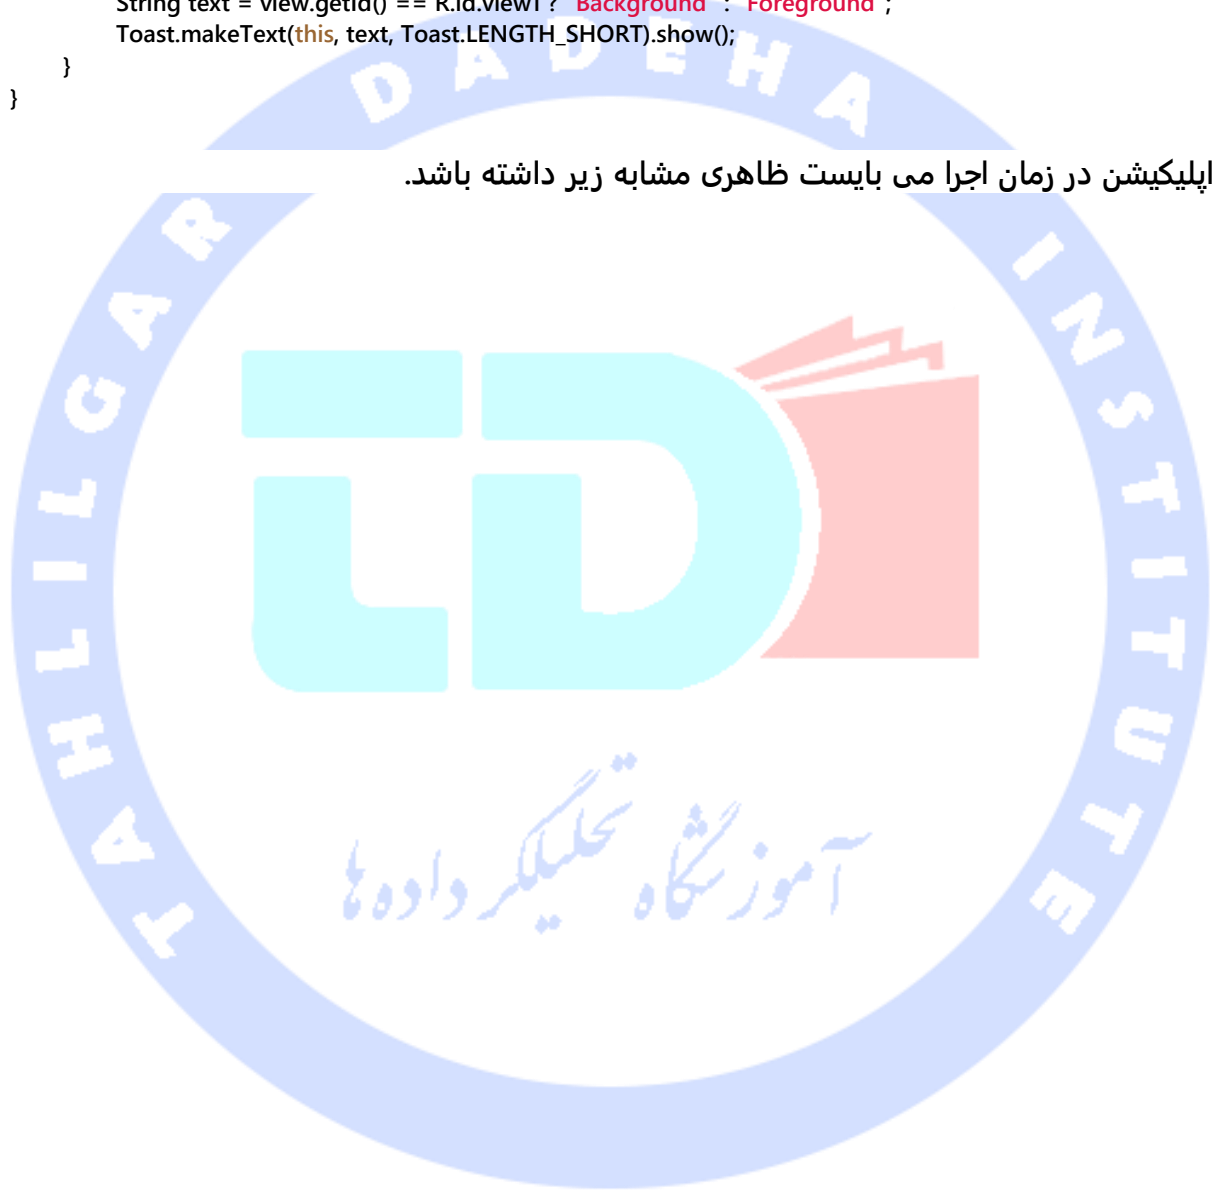 String text = view.getId() == R.id.view1 ? "Background" : "Foreground";
Toast.makeText(this, text, Toast.LENGTH_SHORT).show();
}
}
اپلیکیشن در زمان اجرا می بایست ظاهری مشابه زیر داشته باشد.
TAHLILGAR DADEHA INSTITUTE
آموزشگاه تحلیلگر داده ها